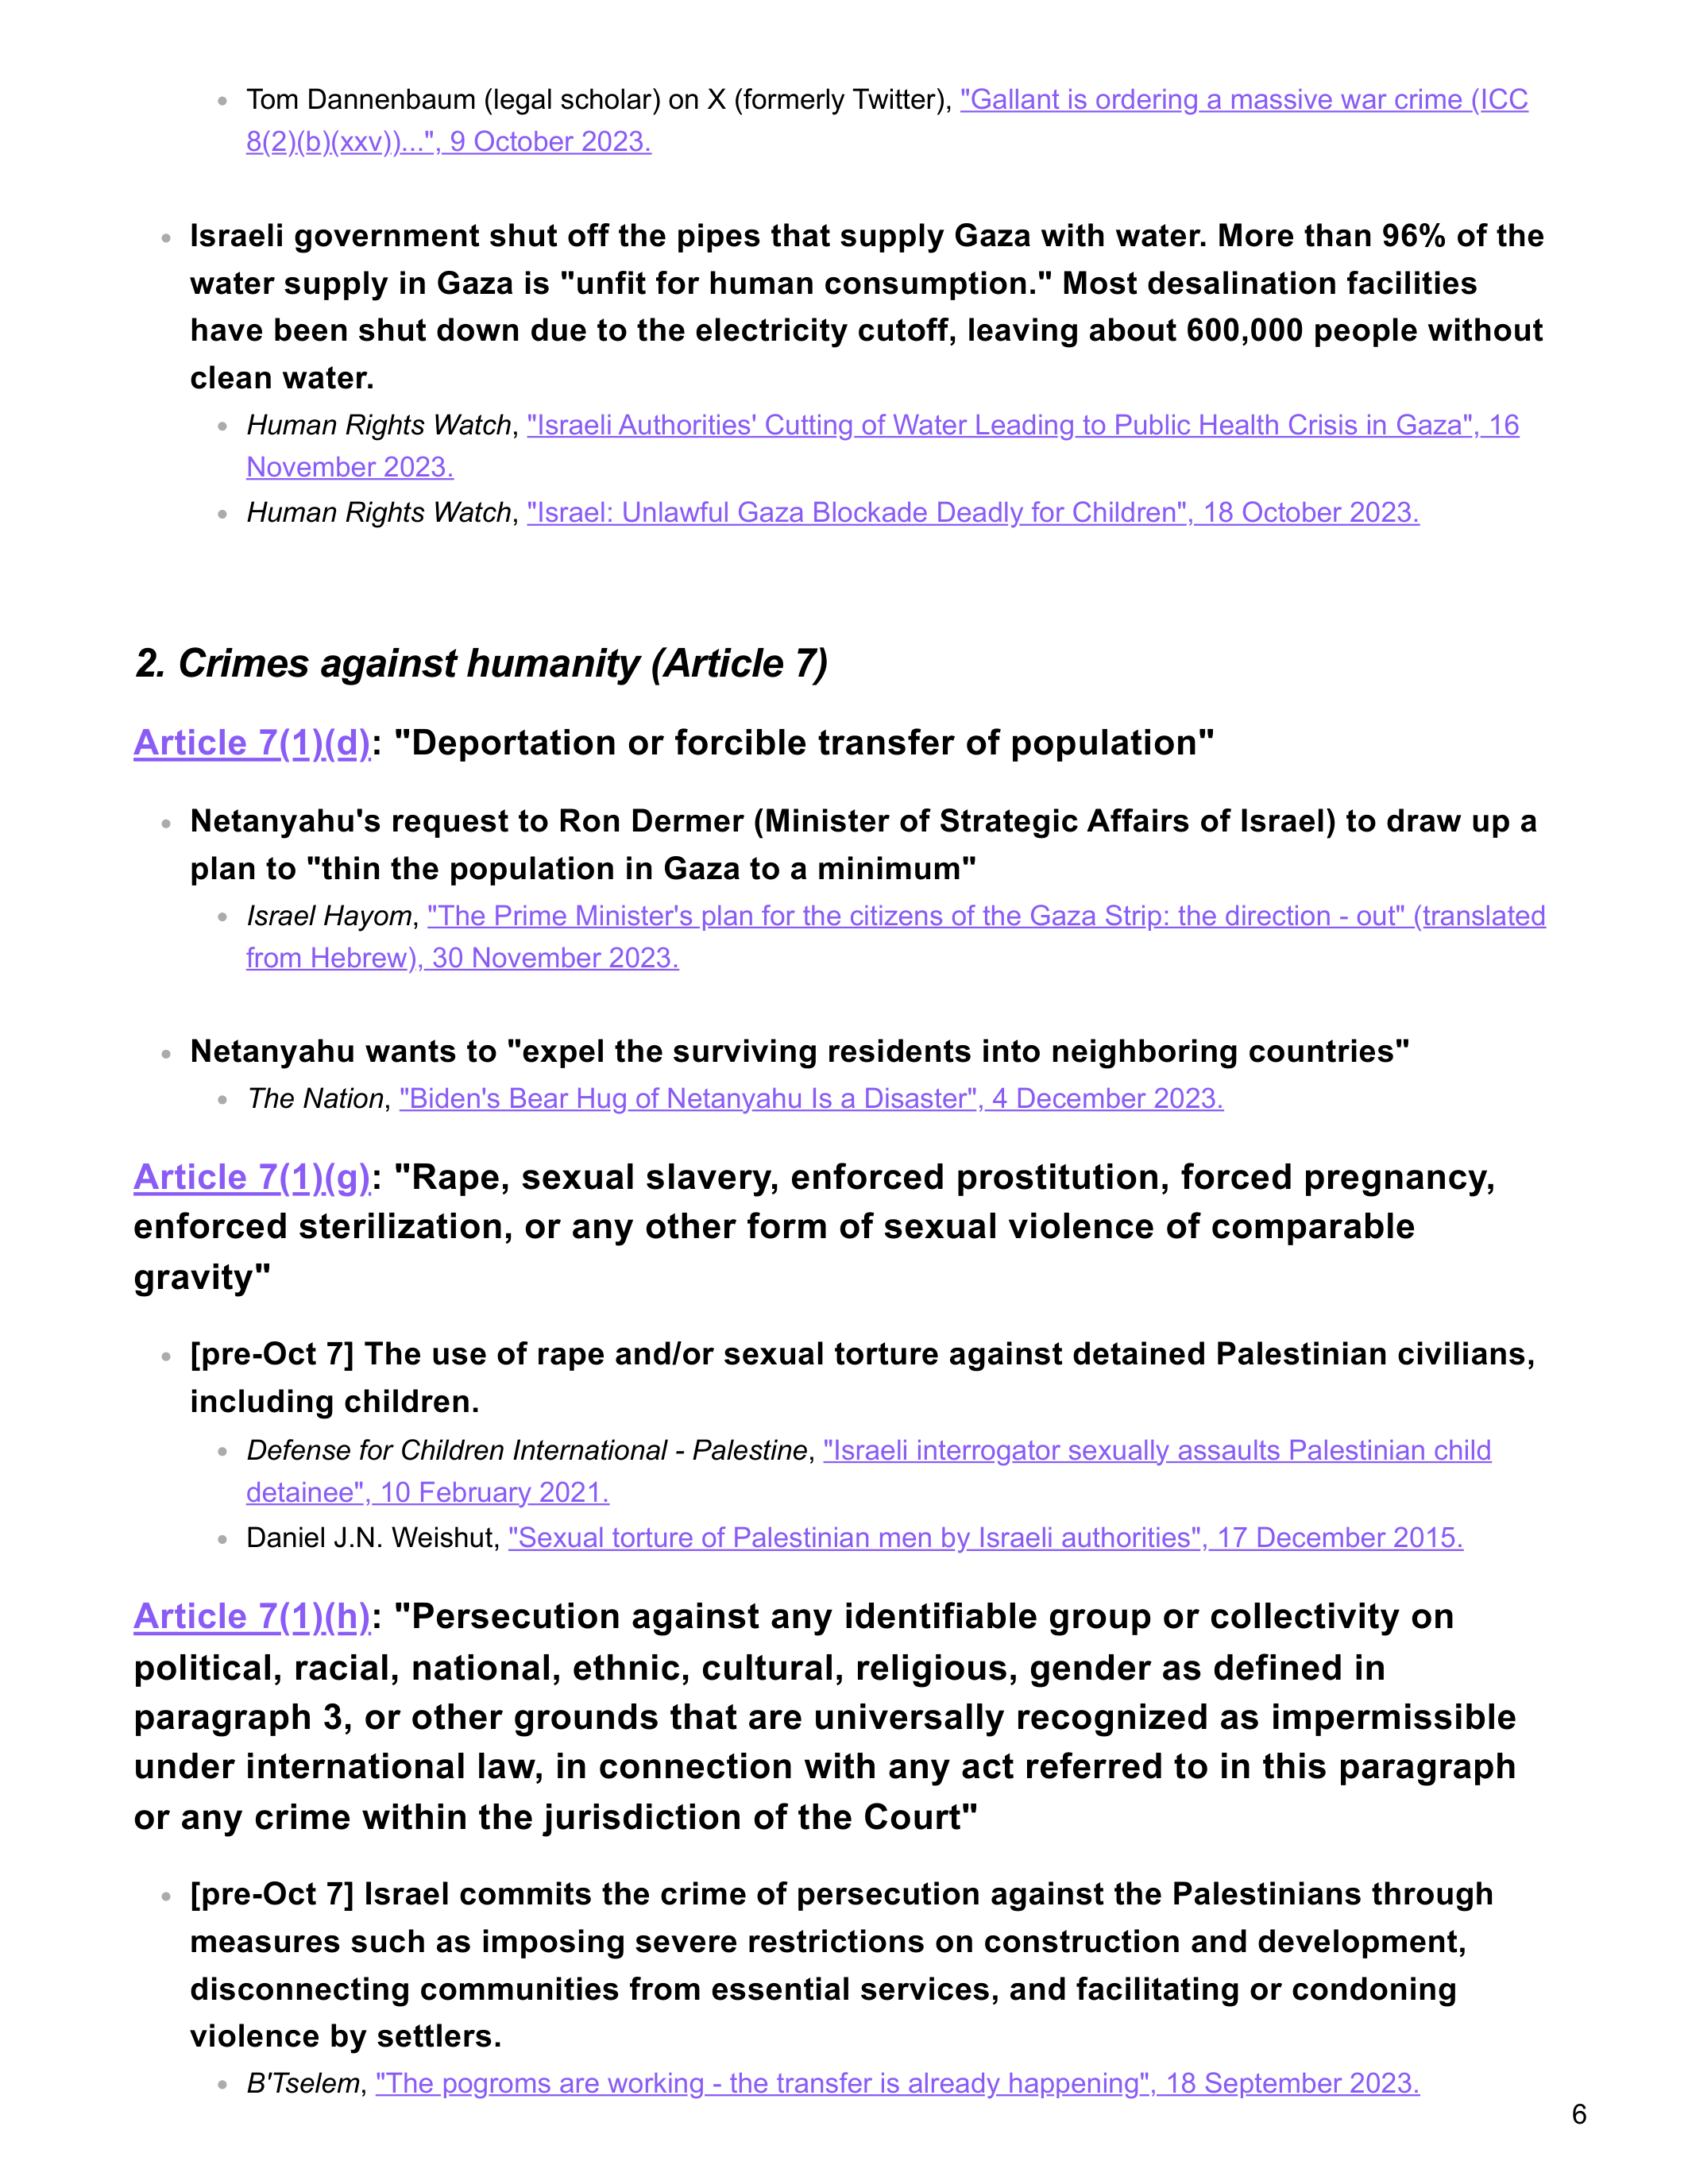 Tom Dannenbaum (legal scholar) on X (formerly Twitter), "Gallant is ordering a massive war crime (ICC
8(2)(b)(xxv))...", 9 October 2023.
Israeli government shut off the pipes that supply Gaza with water. More than 96% of the
water supply in Gaza is "unfit for human consumption." Most desalination facilities
have been shut down due to the electricity cutoff, leaving about 600,000 people without
clean water.
Human Rights Watch, "Israeli Authorities' Cutting of Water Leading to Public Health Crisis in Gaza", 16
November 2023.
Human Rights Watch, "Israel: Unlawful Gaza Blockade Deadly for Children", 18 October 2023.
2. Crimes against humanity (Article 7)
Article 7(1)(d): "Deportation or forcible transfer of population"
Netanyahu's request to Ron Dermer (Minister of Strategic Affairs of Israel) to draw up a
plan to "thin the population in Gaza to a minimum"
Israel Hayom, "The Prime Minister's plan for the citizens of the Gaza Strip: the direction - out" (translated
from Hebrew), 30 November 2023.
Netanyahu wants to "expel the surviving residents into neighboring countries"
The Nation, "Biden's Bear Hug of Netanyahu Is a Disaster", 4 December 2023.
Article 7(1)(g): "Rape, sexual slavery, enforced prostitution, forced pregnancy,
enforced sterilization, or any other form of sexual violence of comparable
gravity"
[pre-Oct 7] The use of rape and/or sexual torture against detained Palestinian civilians,
including children.
Defense for Children International - Palestine, "Israeli interrogator sexually assaults Palestinian child
detainee", 10 February 2021.
Daniel J.N. Weishut, "Sexual torture of Palestinian men by Israeli authorities", 17 December 2015.
Article 7(1)(h): "Persecution against any identifiable group or collectivity on
political, racial, national, ethnic, cultural, religious, gender as defined in
paragraph 3, or other grounds that are universally recognized as impermissible
under international law, in connection with any act referred to in this paragraph
or any crime within the jurisdiction of the Court"
[pre-Oct 7] Israel commits the crime of persecution against the Palestinians through
measures such as imposing severe restrictions on construction and development,
disconnecting communities from essential services, and facilitating or condoning
violence by settlers.
B'Tselem, "The pogroms are working - the transfer is already happening", 18 September 2023.
6